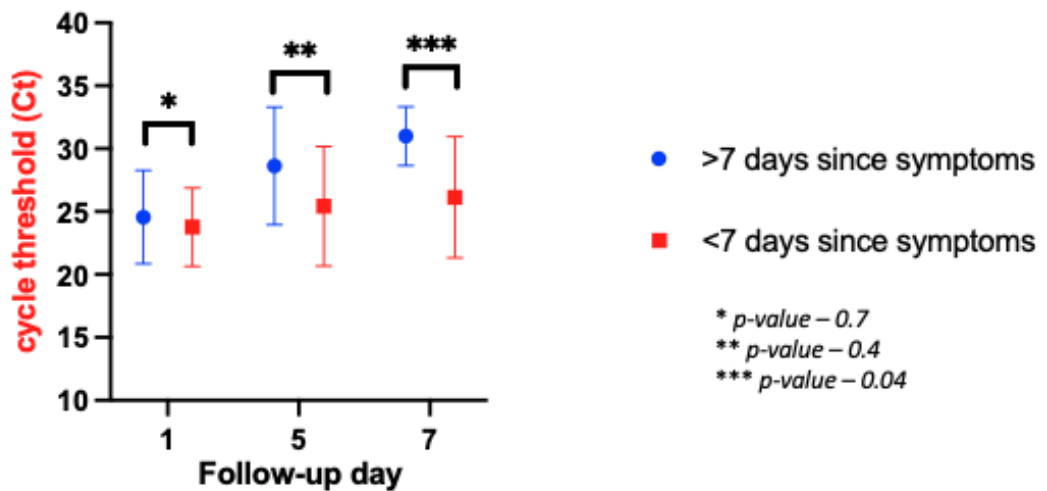 40
35
30
25
20
15
10
cycle threshold (Ct)
*
**
***
1 5 7
Follow-up day
>7 days since symptoms
<7 days since symptoms
* p-value – 0.7
** p-value – 0.4
*** p-value – 0.04